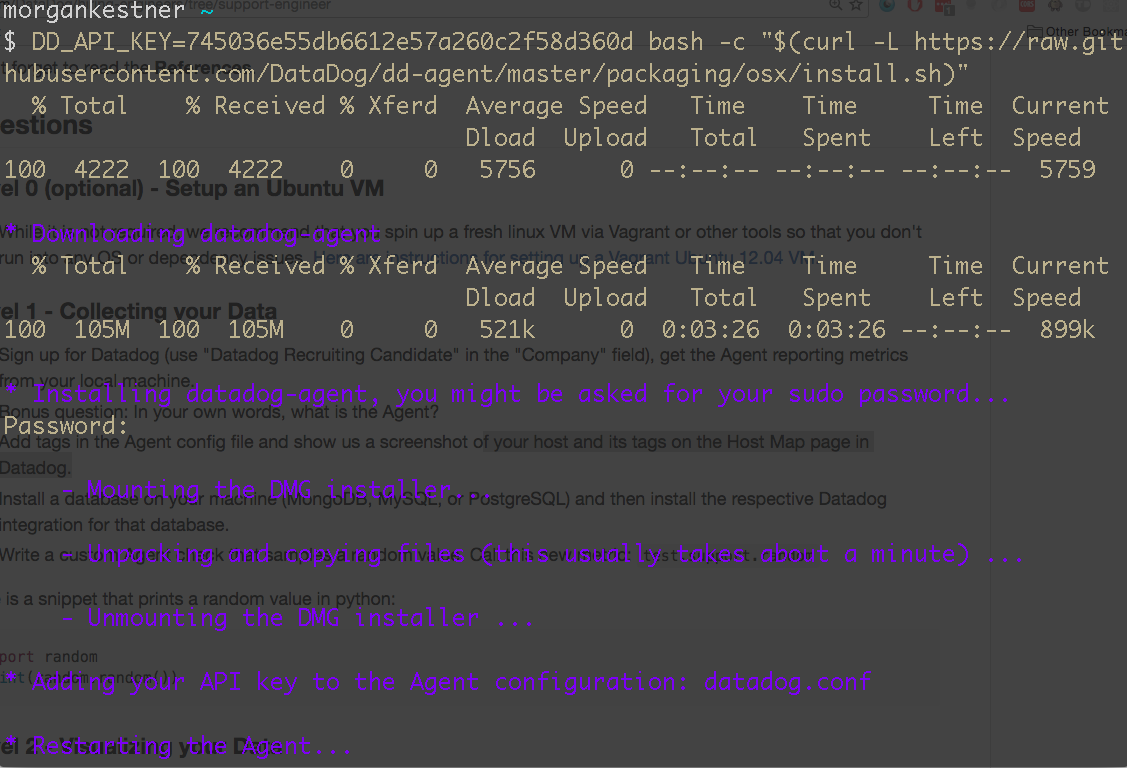 /tree/support-engineer
morgankestner ~
$ DD_API_KEY=745036e55db6612e57a260c2f58d360d bash -c "$(curl -L https://raw.git
Other Bookma
t forget to read the References
hubusercontent.com/DataDog/dd-agent/master/packaging/osx/install.sh)"
% Total % Received % Xferd Average Speed Time Time Time Current
estions
Dload Upload Total Spent Left Speed
100 4222 100 4222 0 0 5756 0 --:--:-- --:--:-- --:--:-- 5759
el 0 (optional) - Setup an Ubuntu VM
* Downloading datadog-agent
While it is not required, we recommend that you spin up a fresh linux VM via Vagrant or other tools so that you don't
run into any OS or dependency issues. Here are instructions for setting up a Vagrant Ubuntu 12.04 VM
% Total % Received % Xferd Average Speed Time Time Time Current
Dload Upload Total Spent Left Speed
el 1 - Collecting your Data
100 105M 100 105M 0 0 521k 0 0:03:26 0:03:26 --:--:-- 899k
Sign up for Datadog (use "Datadog Recruiting Candidate" in the "Company" field), get the Agent reporting metrics
from your local machine.
* Installing datadog-agent, you might be asked for your sudo password...
Bonus question: In your own words, what is the Agent?
Password:
Add tags in the Agent config file and show us a screenshot of your host and its tags on the Host Map page in
Datadog.
- Mounting the DMG installer...
Install a database on your machine (MongoDB, MySQL, or PostgreSQL) and then install the respective Datadog
integration for that database.
- Unpacking and copying files (this usually takes about a minute) ...
Write a custom Agent check that samples a random value. Call this new metric: test.support.random
is a snippet that prints a random value in python:
- Unmounting the DMG installer ...
port random
int(random.random())
* Adding your API key to the Agent configuration: datadog.conf
el 2 - Visualizing your Data
* Restarting the Agent...